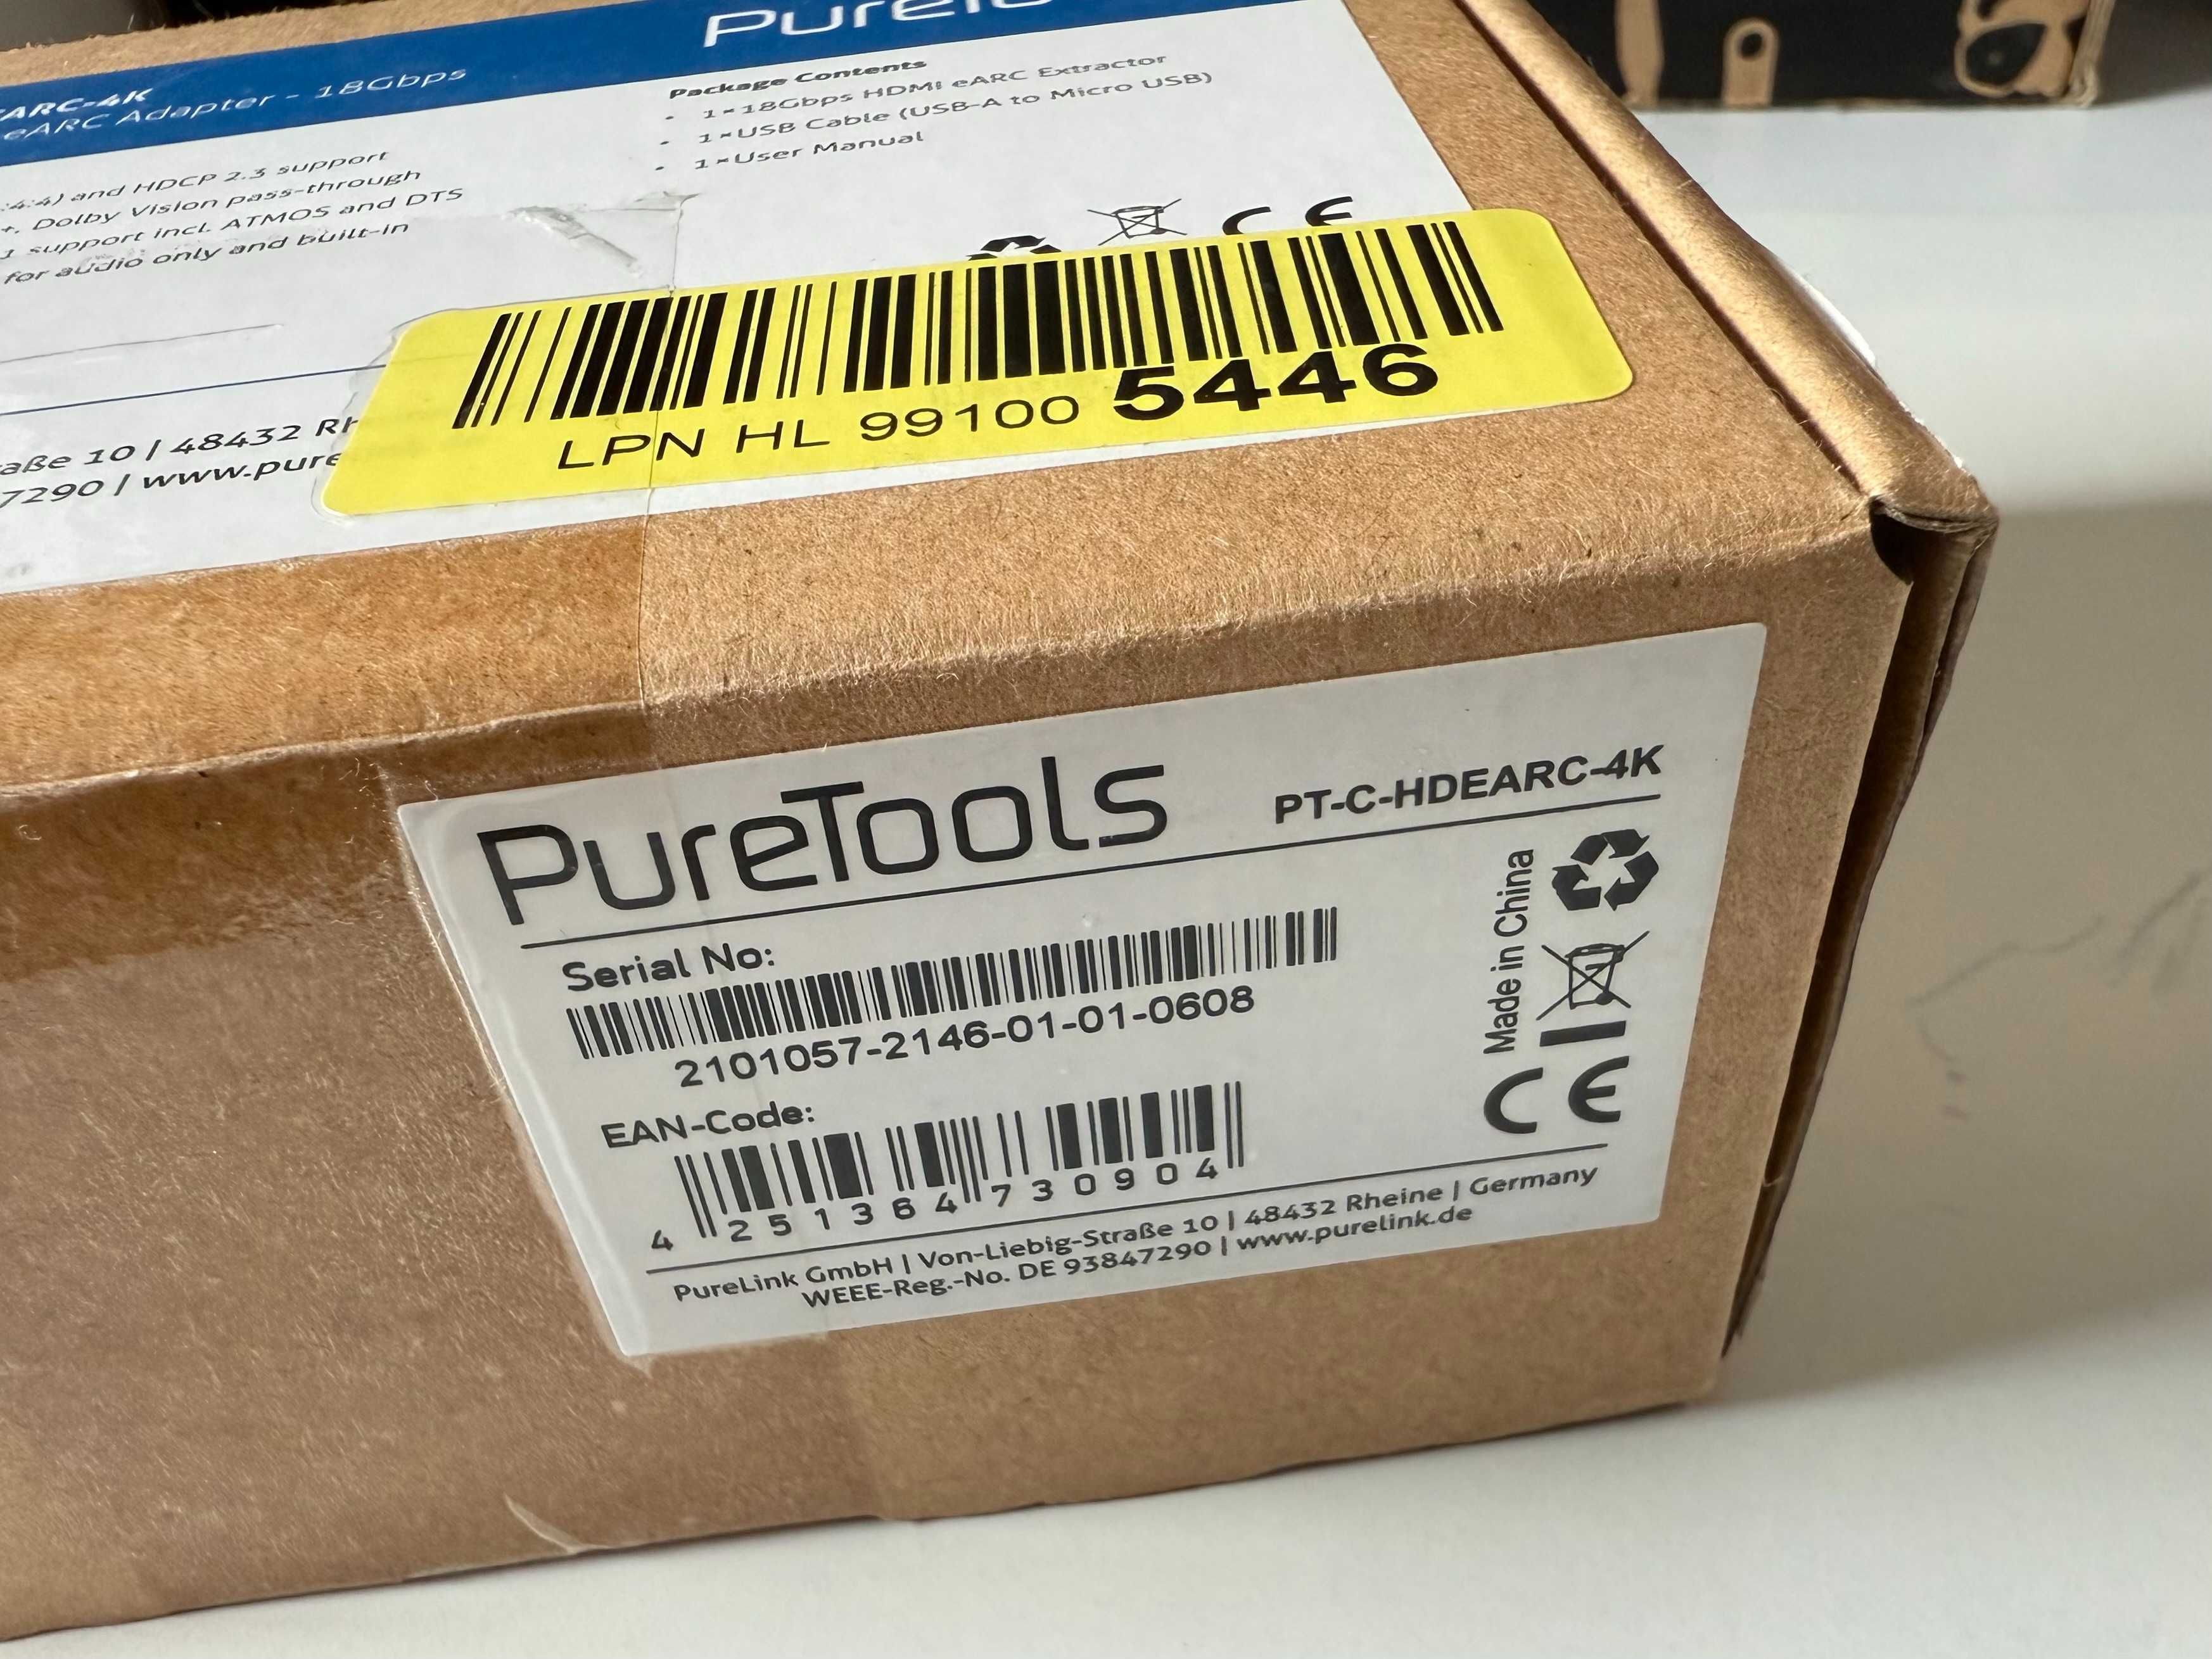 PureTo
EARC-4K
eARC Adapter - 18Gbps
:4:4) and HDCP 2.3 support
+, Dolby Vision pass-through
1 support incl. ATMOS and DTS
for audio only and built-in
Package Contents
- 1×18Gbps HDMI eARC Extractor
- 1×USB Cable (USB-A to Micro USB)
- 1×User Manual
CE
aße 10 | 48432 Rh
7290 | www.pure
LPN HL 99100 5446
PureTools PT-C-HDEARC-4K
Serial No:
2101057-2146-01-01-0608
EAN-Code:
4 251364 730904
Made in China
CE
PureLink GmbH | Von-Liebig-Straße 10 | 48432 Rheine | Germany
WEEE-Reg.-No. DE 93847290 | www.purelink.de